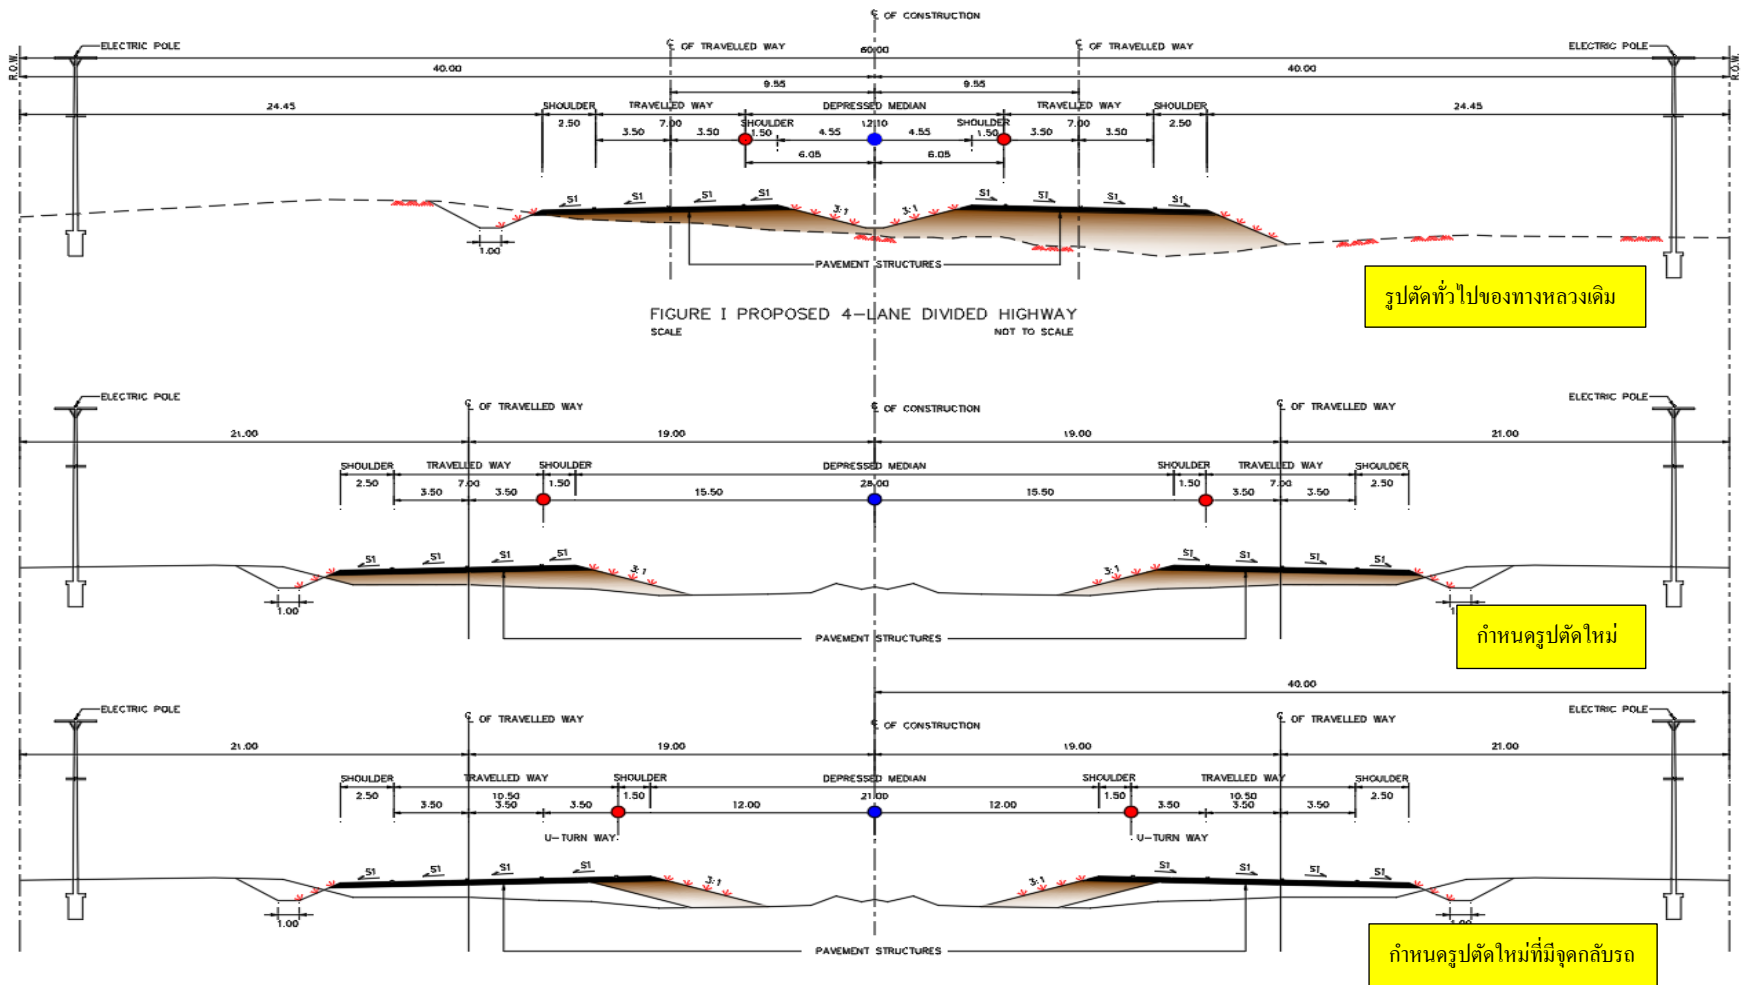 ₵ OF CONSTRUCTION
ELECTRIC POLE
₵ OF TRAVELLED WAY
60.00
₵ OF TRAVELLED WAY
ELECTRIC POLE
R.O.W.
R.O.W.
40.00
40.00
9.55
9.55
24.45
SHOULDER
TRAVELLED WAY
DEPRESSED MEDIAN
TRAVELLED WAY
SHOULDER
24.45
2.50
7.00
SHOULDER
12.10
SHOULDER
7.00
2.50
3.50
3.50
1.50
4.55
4.55
1.50
3.50
3.50
6.05
6.05
S1
S1
S1
S1
3:1
3:1
S1
S1
S1
S1
1.00
PAVEMENT STRUCTURES
รูปตัดทั่วไปของทางหลวงเดิม
FIGURE I PROPOSED 4-LANE DIVIDED HIGHWAY
SCALE
NOT TO SCALE
ELECTRIC POLE
₵ OF TRAVELLED WAY
₵ OF CONSTRUCTION
₵ OF TRAVELLED WAY
ELECTRIC POLE
21.00
19.00
19.00
21.00
SHOULDER
TRAVELLED WAY
SHOULDER
DEPRESSED MEDIAN
SHOULDER
TRAVELLED WAY
SHOULDER
2.50
7.00
1.50
28.00
1.50
7.00
2.50
3.50
3.50
15.50
15.50
3.50
3.50
S1
S1
S1
S1
3:1
3:1
S1
S1
S1
S1
1.00
PAVEMENT STRUCTURES
กำหนดรูปตัดใหม่
40.00
ELECTRIC POLE
₵ OF TRAVELLED WAY
₵ OF CONSTRUCTION
₵ OF TRAVELLED WAY
ELECTRIC POLE
21.00
19.00
19.00
21.00
SHOULDER
TRAVELLED WAY
SHOULDER
DEPRESSED MEDIAN
SHOULDER
TRAVELLED WAY
SHOULDER
2.50
10.50
1.50
21.00
1.50
10.50
2.50
3.50
3.50
3.50
12.00
12.00
3.50
3.50
3.50
U-TURN WAY
U-TURN WAY
S1
S1
S1
S1
3:1
3:1
S1
S1
S1
S1
1.00
1.00
PAVEMENT STRUCTURES
กำหนดรูปตัดใหม่ที่มีจุดกลับรถ